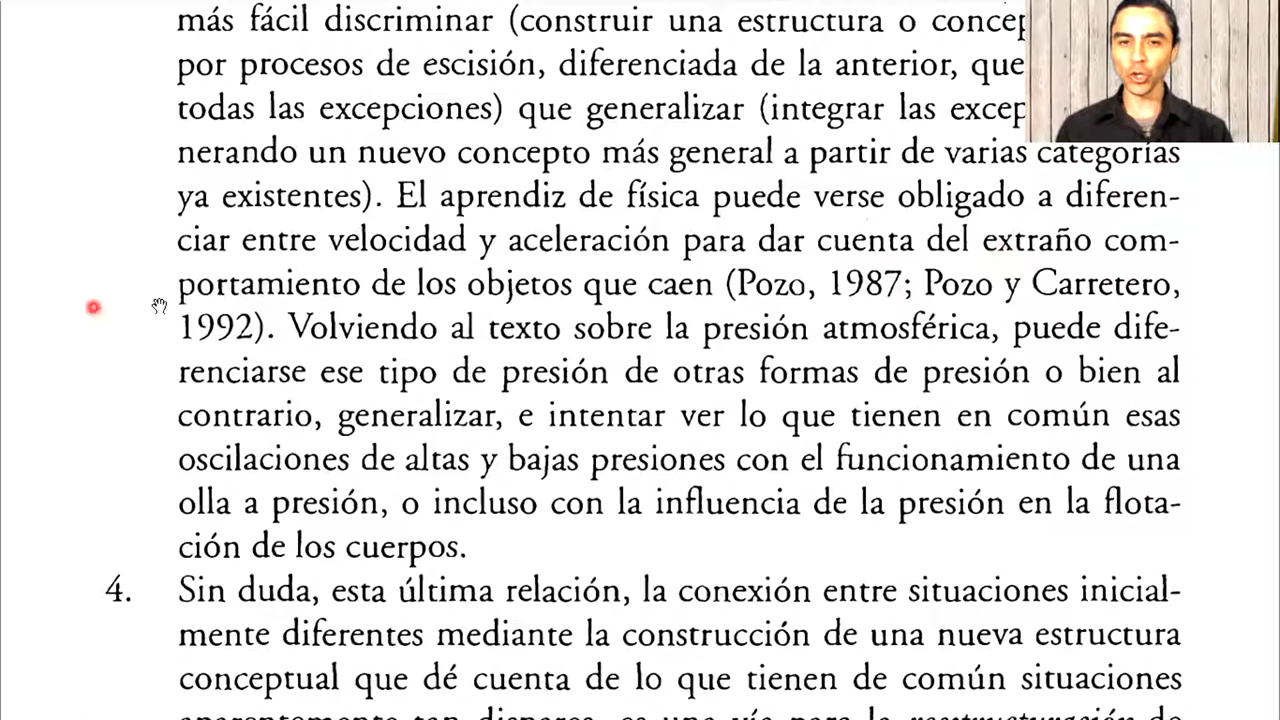 más fácil discriminar (construir una estructura o
por procesos de escisión, diferenciada de la anterior, que
todas las excepciones) que generalizar (integrar las
nerando un nuevo concepto más general a partir de varias categorías
ya existentes). El aprendiz de física puede verse obligado a diferen-
ciar entre velocidad y aceleración para dar cuenta del extraño com-
portamiento de los objetos que caen (Pozo, 1987; Pozo y Carretero,
1992). Volviendo al texto sobre la presión atmosférica, puede dife-
renciarse ese tipo de presión de otras formas de presión o bien al
contrario, generalizar, e intentar ver lo que tienen en común esas
oscilaciones de altas y bajas presiones con el funcionamiento de una
olla a presión, o incluso con la influencia de la presión en la flota-
ción de los cuerpos.
4. Sin duda, esta última relación, la conexión entre situaciones inicial-
mente diferentes mediante la construcción de una nueva estructura
conceptual que dé cuenta de lo que tienen de común situaciones